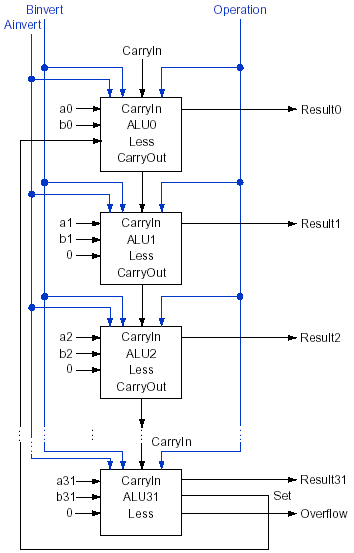 Binvert
Operation
Ainvert
CarryIn
a0
CarryIn
Result0
b0
ALU0
Less
CarryOut
a1
CarryIn
Result1
b1
ALU1
0
Less
CarryOut
a2
CarryIn
Result2
b2
ALU2
0
Less
CarryOut
CarryIn
a31
CarryIn
Result31
b31
ALU31
Set
0
Less
Overflow